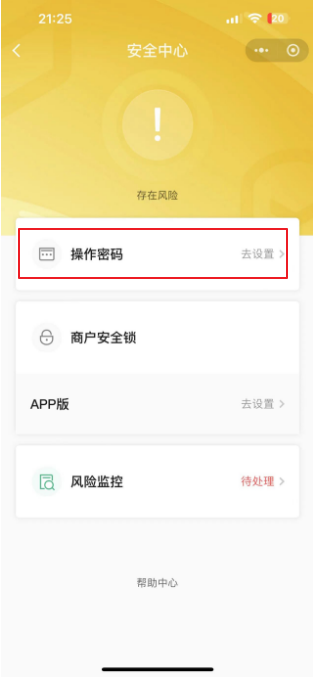 21:25 20
安全中心
存在风险
操作密码 去设置
商户安全锁
APP版 去设置
风险监控 待处理
帮助中心